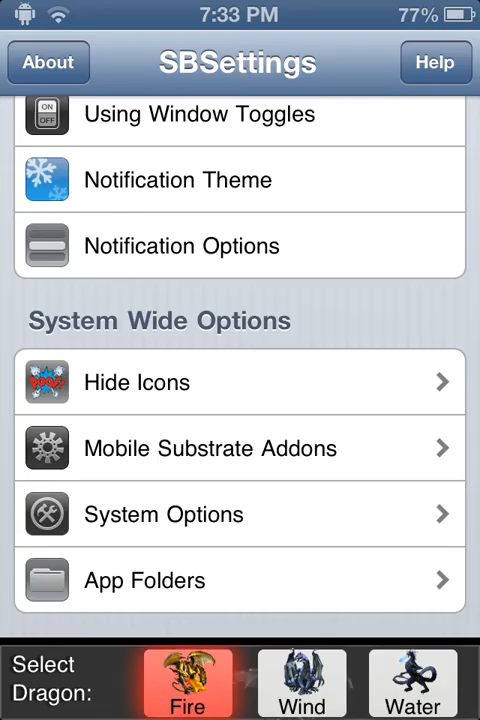 7:33 PM
77%
About
SBSettings
Help
ON
OFF
Using Window Toggles
Notification Theme
Notification Options
System Wide Options
POOF
Hide Icons
Mobile Substrate Addons
System Options
App Folders
Select
Dragon:
Fire
Wind
Water